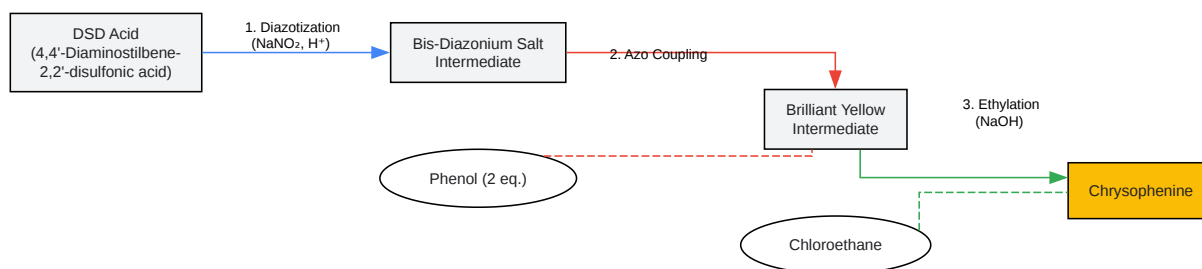 DSD Acid
(4,4'-Diaminostilbene-
2,2'-disulfonic acid)
1. Diazotization
(NaNO₂, H⁺)
Bis-Diazonium Salt
Intermediate
2. Azo Coupling
Brilliant Yellow
Intermediate
3. Ethylation
(NaOH)
Phenol (2 eq.)
Chrysophenine
Chloroethane